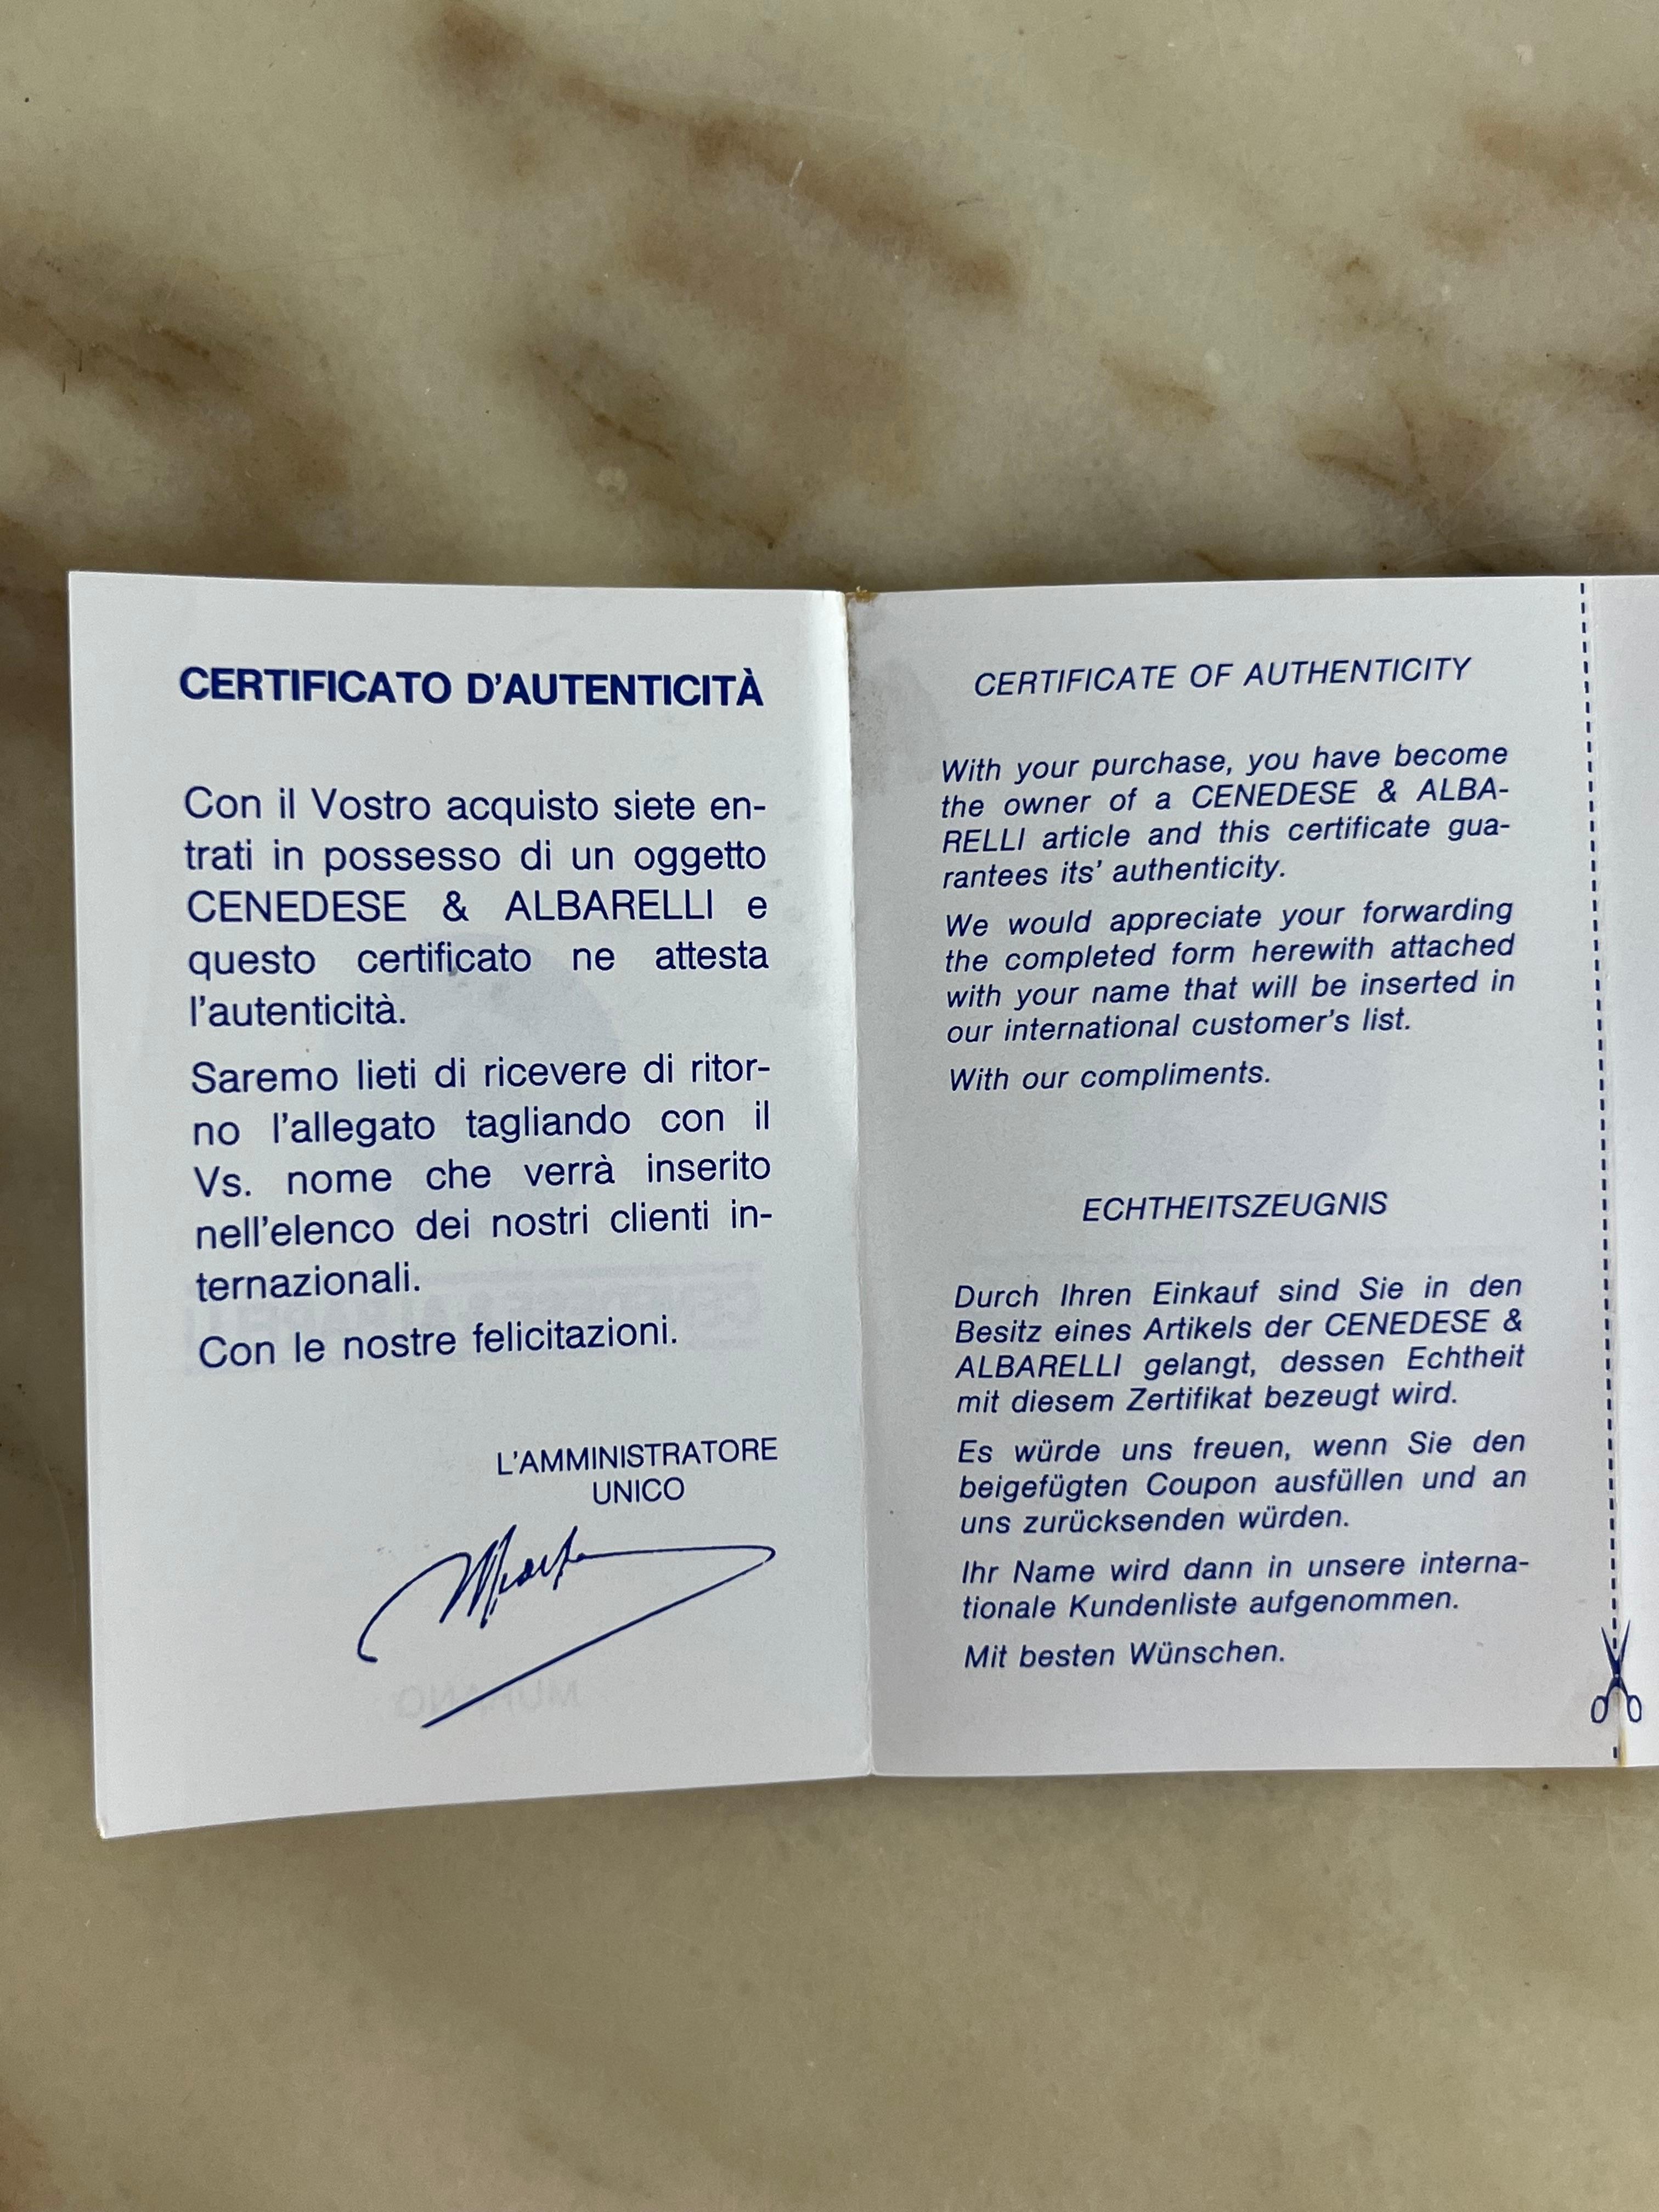 CERTIFICATO D'AUTENTICITÀ
Con il Vostro acquisto siete en-
trati in possesso di un oggetto
CENEDESE & ALBARELLI e
questo certificato ne attesta
l'autenticità.
Saremo lieti di ricevere di ritor-
no l'allegato tagliando con il
Vs. nome che verrà inserito
nell'elenco dei nostri clienti in-
ternazionali.
Con le nostre felicitazioni.
L'AMMINISTRATORE
UNICO
CERTIFICATE OF AUTHENTICITY
With your purchase, you have become
the owner of a CENEDESE & ALBA-
RELLI article and this certificate gua-
rantees its' authenticity.
We would appreciate your forwarding
the completed form herewith attached
with your name that will be inserted in
our international customer's list.
With our compliments.
ECHTHEITSZEUGNIS
Durch Ihren Einkauf sind Sie in den
Besitz eines Artikels der CENEDESE &
ALBARELLI gelangt, dessen Echtheit
mit diesem Zertifikat bezeugt wird.
Es würde uns freuen, wenn Sie den
beigefügten Coupon ausfüllen und an
uns zurücksenden würden.
Ihr Name wird dann in unsere interna-
tionale Kundenliste aufgenommen.
Mit besten Wünschen.